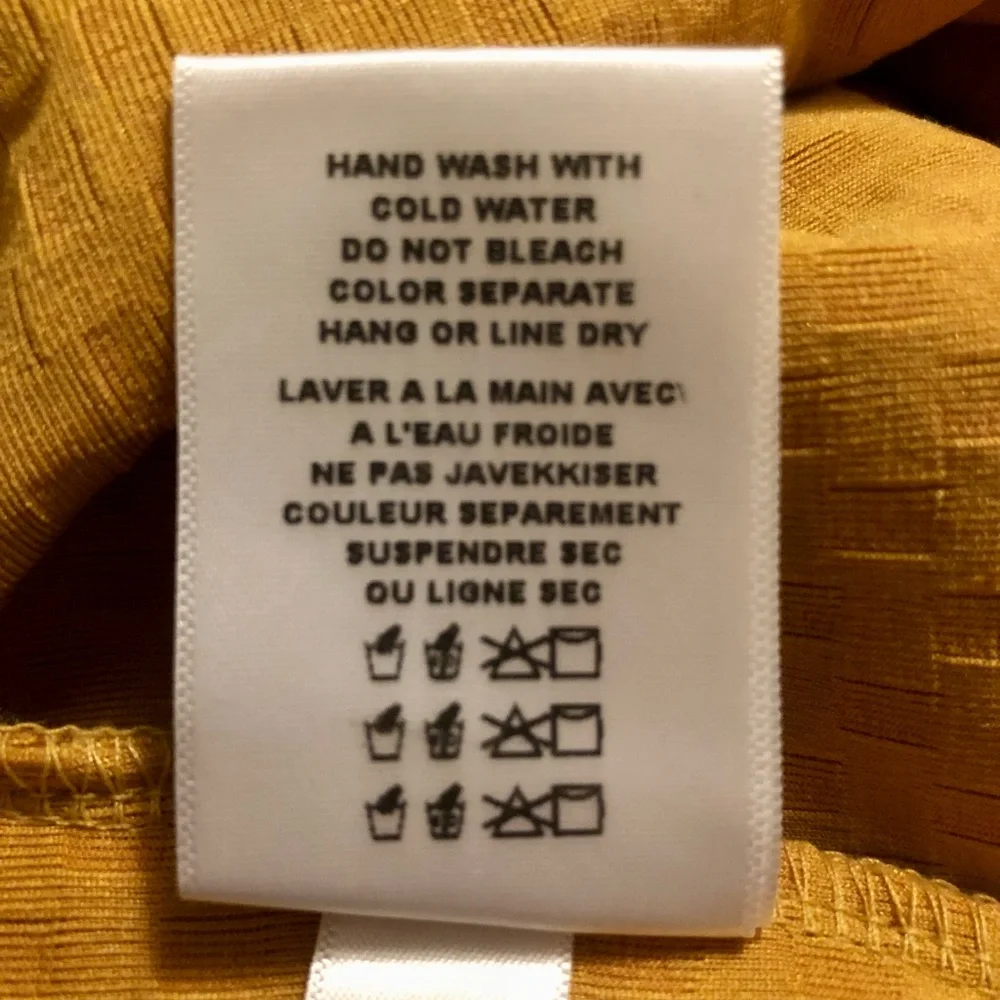 HAND WASH WITH
COLD WATER
DO NOT BLEACH
COLOR SEPARATE
HANG OR LINE DRY
LAVER A LA MAIN AVEC\
A L'EAU FROIDE
NE PAS JAVEKKISER
COULEUR SEPAREMENT
SUSPENDRE SEC
OU LIGNE SEC